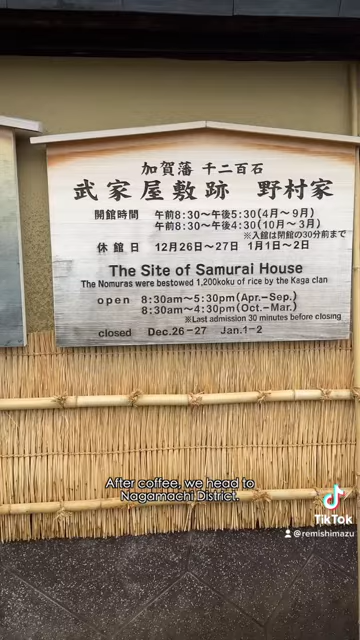 加賀藩 千二百石
武家屋敷跡 野村家
開館時間 午前8:30〜午後5:30(4月〜9月)
午前8:30〜午後4:30(10月〜3月)
※入館は閉館の30分前まで
休館日 12月26日〜27日 1月1日〜2日
The Site of Samurai House
The Nomuras were bestowed 1,200koku of rice by the Kaga clan
open 8:30am〜5:30pm(Apr.-Sep.)
8:30am〜4:30pm(Oct.-Mar.)
※Last admission 30 minutes before closing
closed Dec.26-27 Jan.1-2
After coffee, we head to
Nagamachi District.
TikTok
@remishimazu